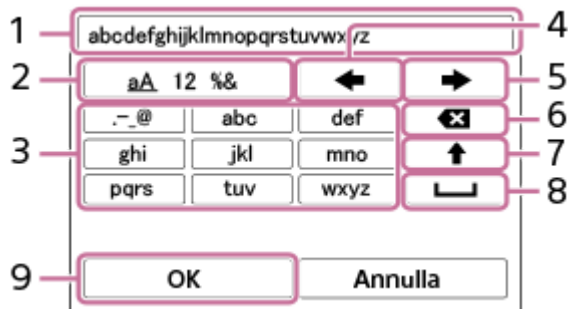 1 abcdefghijklmnopqrstuvwxyz 4
2 aA 12 %& 5
.-_@ abc def 6
3 ghi jkl mno 7
pqrs tuv wxyz 8
9 OK Annulla